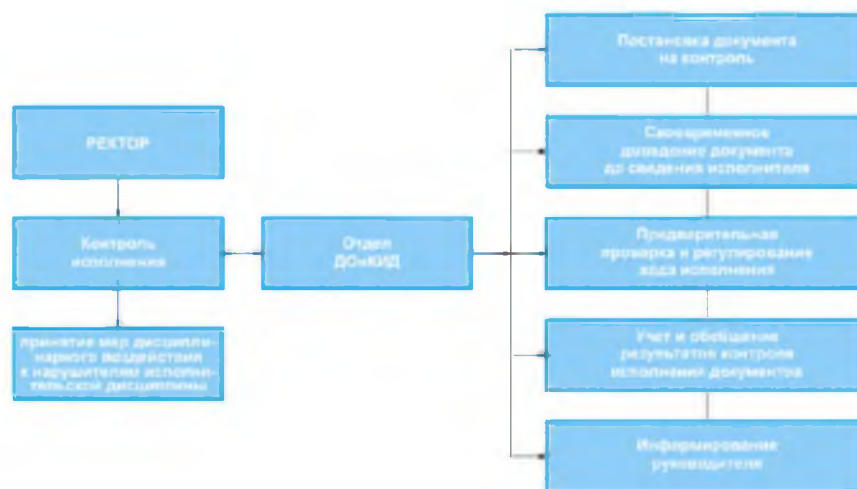 РЕКТОР
Контроль
исполнения
принятие мер дисципли-
нарного воздействия
к нарушителям исполни-
тельской дисциплины
Отдел
ДОиКИД
Постановка документа
на контроль
Своевременное
доведение документа
до сведения исполнителя
Предварительная
проверка и регулирование
хода исполнения
Учет и обобщение
результатов контроля
исполнения документов
Информирование
руководителя